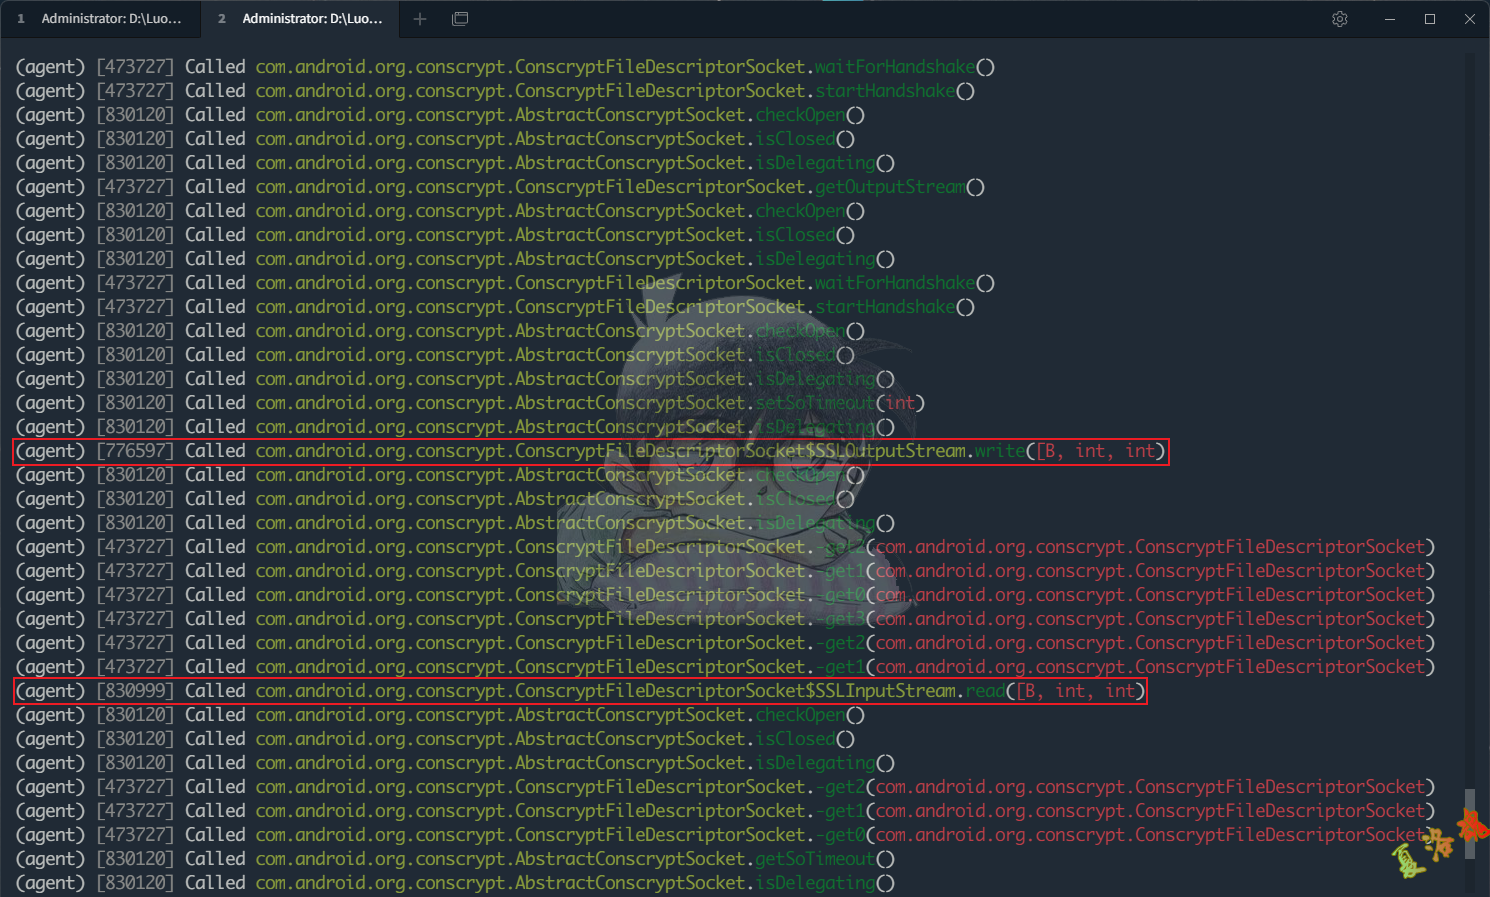 1 Administrator: D:\Luo... 2 Administrator: D:\Luo...
(agent) [473727] Called com.android.org.conscrypt.ConscryptFileDescriptorSocket.waitForHandshake()
(agent) [473727] Called com.android.org.conscrypt.ConscryptFileDescriptorSocket.startHandshake()
(agent) [830120] Called com.android.org.conscrypt.AbstractConscryptSocket.checkOpen()
(agent) [830120] Called com.android.org.conscrypt.AbstractConscryptSocket.isClosed()
(agent) [830120] Called com.android.org.conscrypt.AbstractConscryptSocket.isDelegating()
(agent) [473727] Called com.android.org.conscrypt.ConscryptFileDescriptorSocket.getOutputStream()
(agent) [830120] Called com.android.org.conscrypt.AbstractConscryptSocket.checkOpen()
(agent) [830120] Called com.android.org.conscrypt.AbstractConscryptSocket.isClosed()
(agent) [830120] Called com.android.org.conscrypt.AbstractConscryptSocket.isDelegating()
(agent) [473727] Called com.android.org.conscrypt.ConscryptFileDescriptorSocket.waitForHandshake()
(agent) [473727] Called com.android.org.conscrypt.ConscryptFileDescriptorSocket.startHandshake()
(agent) [830120] Called com.android.org.conscrypt.AbstractConscryptSocket.checkOpen()
(agent) [830120] Called com.android.org.conscrypt.AbstractConscryptSocket.isClosed()
(agent) [830120] Called com.android.org.conscrypt.AbstractConscryptSocket.isDelegating()
(agent) [830120] Called com.android.org.conscrypt.AbstractConscryptSocket.setSoTimeout(int)
(agent) [830120] Called com.android.org.conscrypt.AbstractConscryptSocket.isDelegating()
(agent) [776597] Called com.android.org.conscrypt.ConscryptFileDescriptorSocket$SSLOutputStream.write([B, int, int)
(agent) [830120] Called com.android.org.conscrypt.AbstractConscryptSocket.checkOpen()
(agent) [830120] Called com.android.org.conscrypt.AbstractConscryptSocket.isClosed()
(agent) [830120] Called com.android.org.conscrypt.AbstractConscryptSocket.isDelegating()
(agent) [473727] Called com.android.org.conscrypt.ConscryptFileDescriptorSocket.-get2(com.android.org.conscrypt.ConscryptFileDescriptorSocket)
(agent) [473727] Called com.android.org.conscrypt.ConscryptFileDescriptorSocket.-get1(com.android.org.conscrypt.ConscryptFileDescriptorSocket)
(agent) [473727] Called com.android.org.conscrypt.ConscryptFileDescriptorSocket.-get0(com.android.org.conscrypt.ConscryptFileDescriptorSocket)
(agent) [473727] Called com.android.org.conscrypt.ConscryptFileDescriptorSocket.-get3(com.android.org.conscrypt.ConscryptFileDescriptorSocket)
(agent) [473727] Called com.android.org.conscrypt.ConscryptFileDescriptorSocket.-get2(com.android.org.conscrypt.ConscryptFileDescriptorSocket)
(agent) [473727] Called com.android.org.conscrypt.ConscryptFileDescriptorSocket.-get1(com.android.org.conscrypt.ConscryptFileDescriptorSocket)
(agent) [830999] Called com.android.org.conscrypt.ConscryptFileDescriptorSocket$SSLInputStream.read([B, int, int)
(agent) [830120] Called com.android.org.conscrypt.AbstractConscryptSocket.checkOpen()
(agent) [830120] Called com.android.org.conscrypt.AbstractConscryptSocket.isClosed()
(agent) [830120] Called com.android.org.conscrypt.AbstractConscryptSocket.isDelegating()
(agent) [473727] Called com.android.org.conscrypt.ConscryptFileDescriptorSocket.-get2(com.android.org.conscrypt.ConscryptFileDescriptorSocket)
(agent) [473727] Called com.android.org.conscrypt.ConscryptFileDescriptorSocket.-get1(com.android.org.conscrypt.ConscryptFileDescriptorSocket)
(agent) [473727] Called com.android.org.conscrypt.ConscryptFileDescriptorSocket.-get0(com.android.org.conscrypt.ConscryptFileDescriptorSocket)
(agent) [830120] Called com.android.org.conscrypt.AbstractConscryptSocket.getSoTimeout()
(agent) [830120] Called com.android.org.conscrypt.AbstractConscryptSocket.isDelegating()